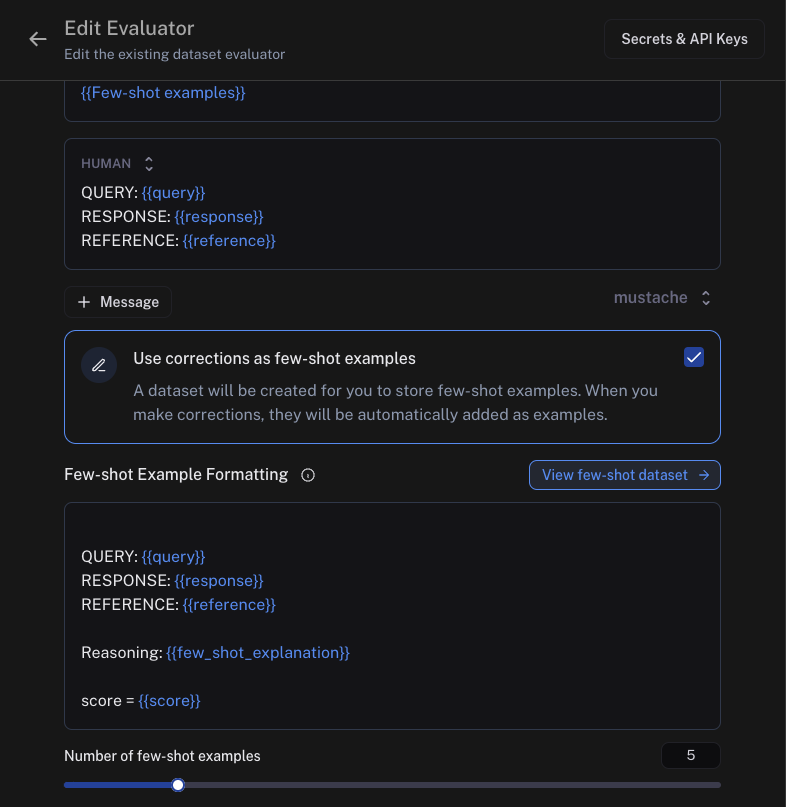 Edit Evaluator
Edit the existing dataset evaluator
Secrets & API Keys
{{Few-shot examples}}
HUMAN
QUERY: {{query}}
RESPONSE: {{response}}
REFERENCE: {{reference}}
+ Message
mustache
Use corrections as few-shot examples
A dataset will be created for you to store few-shot examples. When you
make corrections, they will be automatically added as examples.
Few-shot Example Formatting
View few-shot dataset →
QUERY: {{query}}
RESPONSE: {{response}}
REFERENCE: {{reference}}
Reasoning: {{few_shot_explanation}}
score = {{score}}
Number of few-shot examples
5